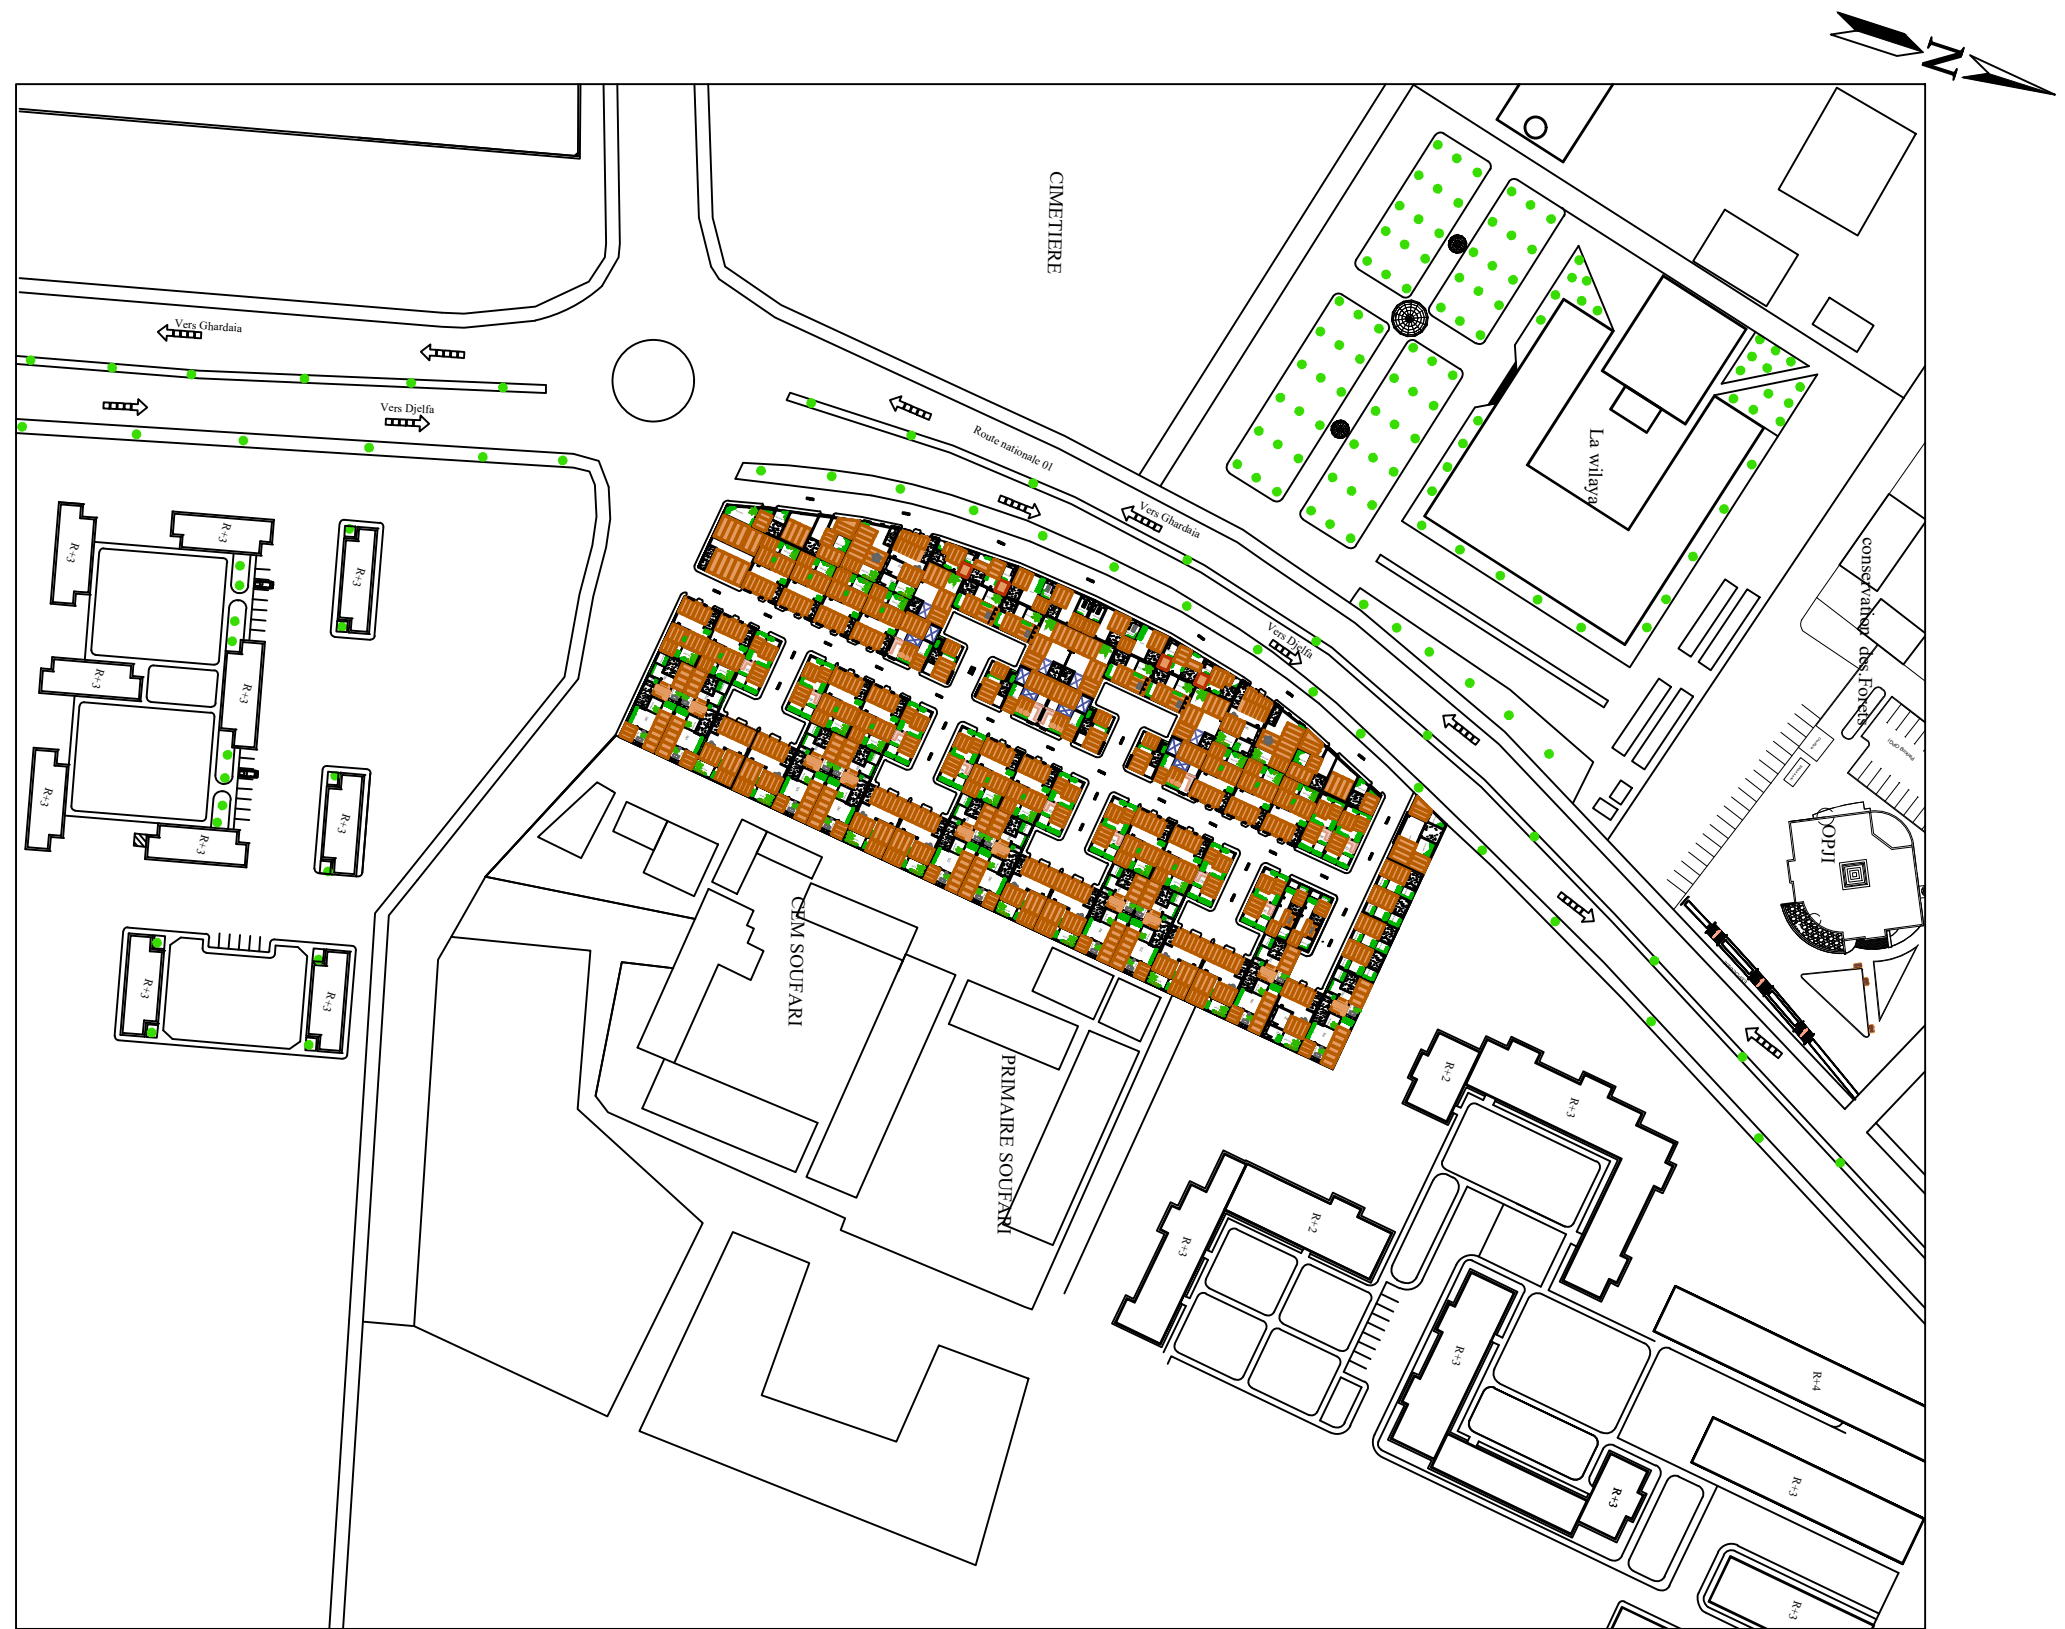 N
CIMETIERE
Vers Ghardaia
Vers Djelfa
Route nationale 01
Vers Ghardaia
La wilaya
conservation des.Forets
Vers Djelfa
R+3
R+3
R+3
R+3
R+3
R+3
R+3
R+3
R+3
R+3
Parking OPGI
OPJI
CEM SOUFARI
PRIMAIRE SOUFARI
R+2
R+3
R+2
R+3
R+3
R+4
R+3
R+3
R+3